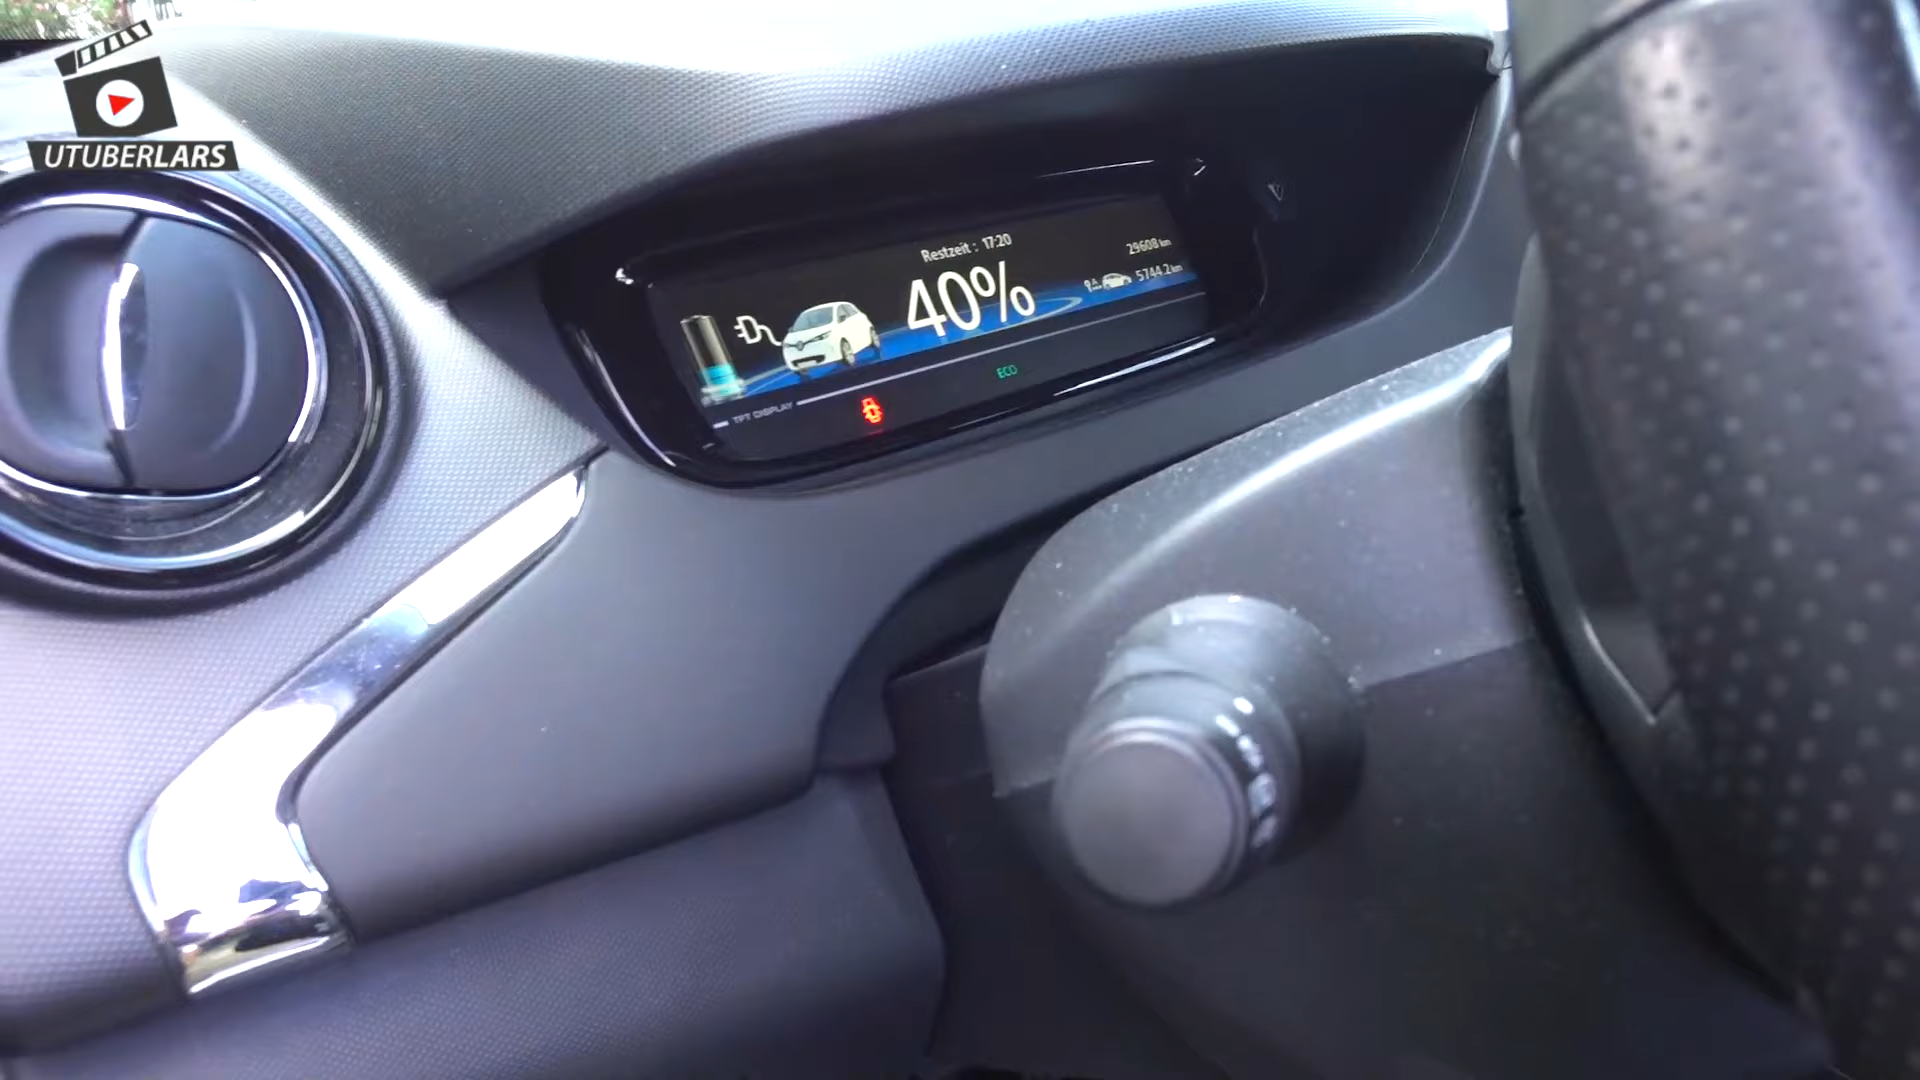 UTUBERLARS
Restzeit : 17:20
40%
29608 km
5744.2 km
ECO
TFT DISPLAY